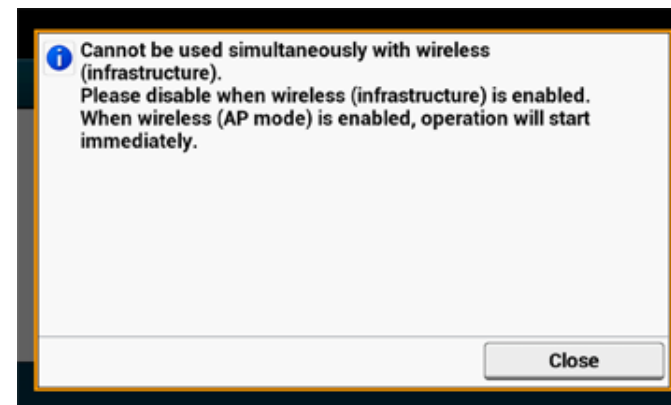 Cannot be used simultaneously with wireless
(infrastructure).
Please disable when wireless (infrastructure) is enabled.
When wireless (AP mode) is enabled, operation will start
immediately.
Close